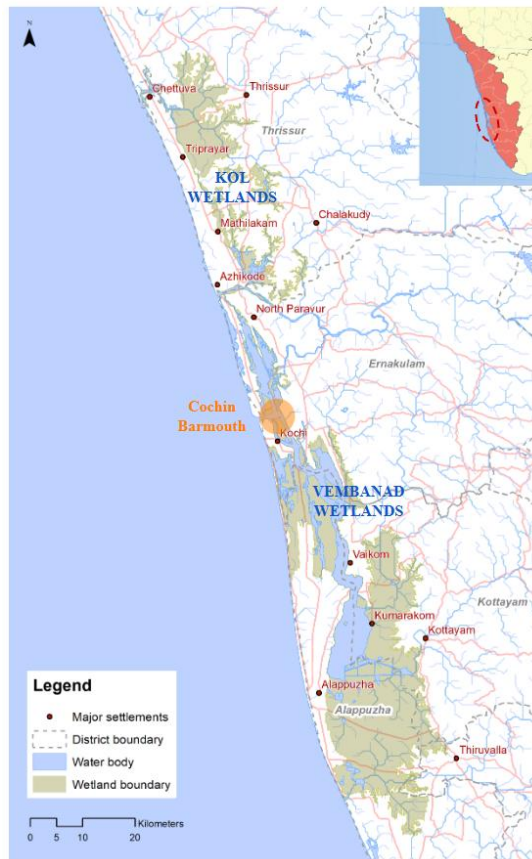 N
Chettuva
Thrissur
Thrissur
Triprayar
KOL
WETLANDS
Mathilakam
Chalakudy
Azhikode
North Paravur
Ernakulam
Cochin
Barmouth
Kochi
VEMBANAD
WETLANDS
Vaikom
Kottayam
Kumarakom
Kottayam
Alappuzha
Alappuzha
Thiruvalla
Legend
Major settlements
District boundary
Water body
Wetland boundary
Kilometers
0 5 10 20